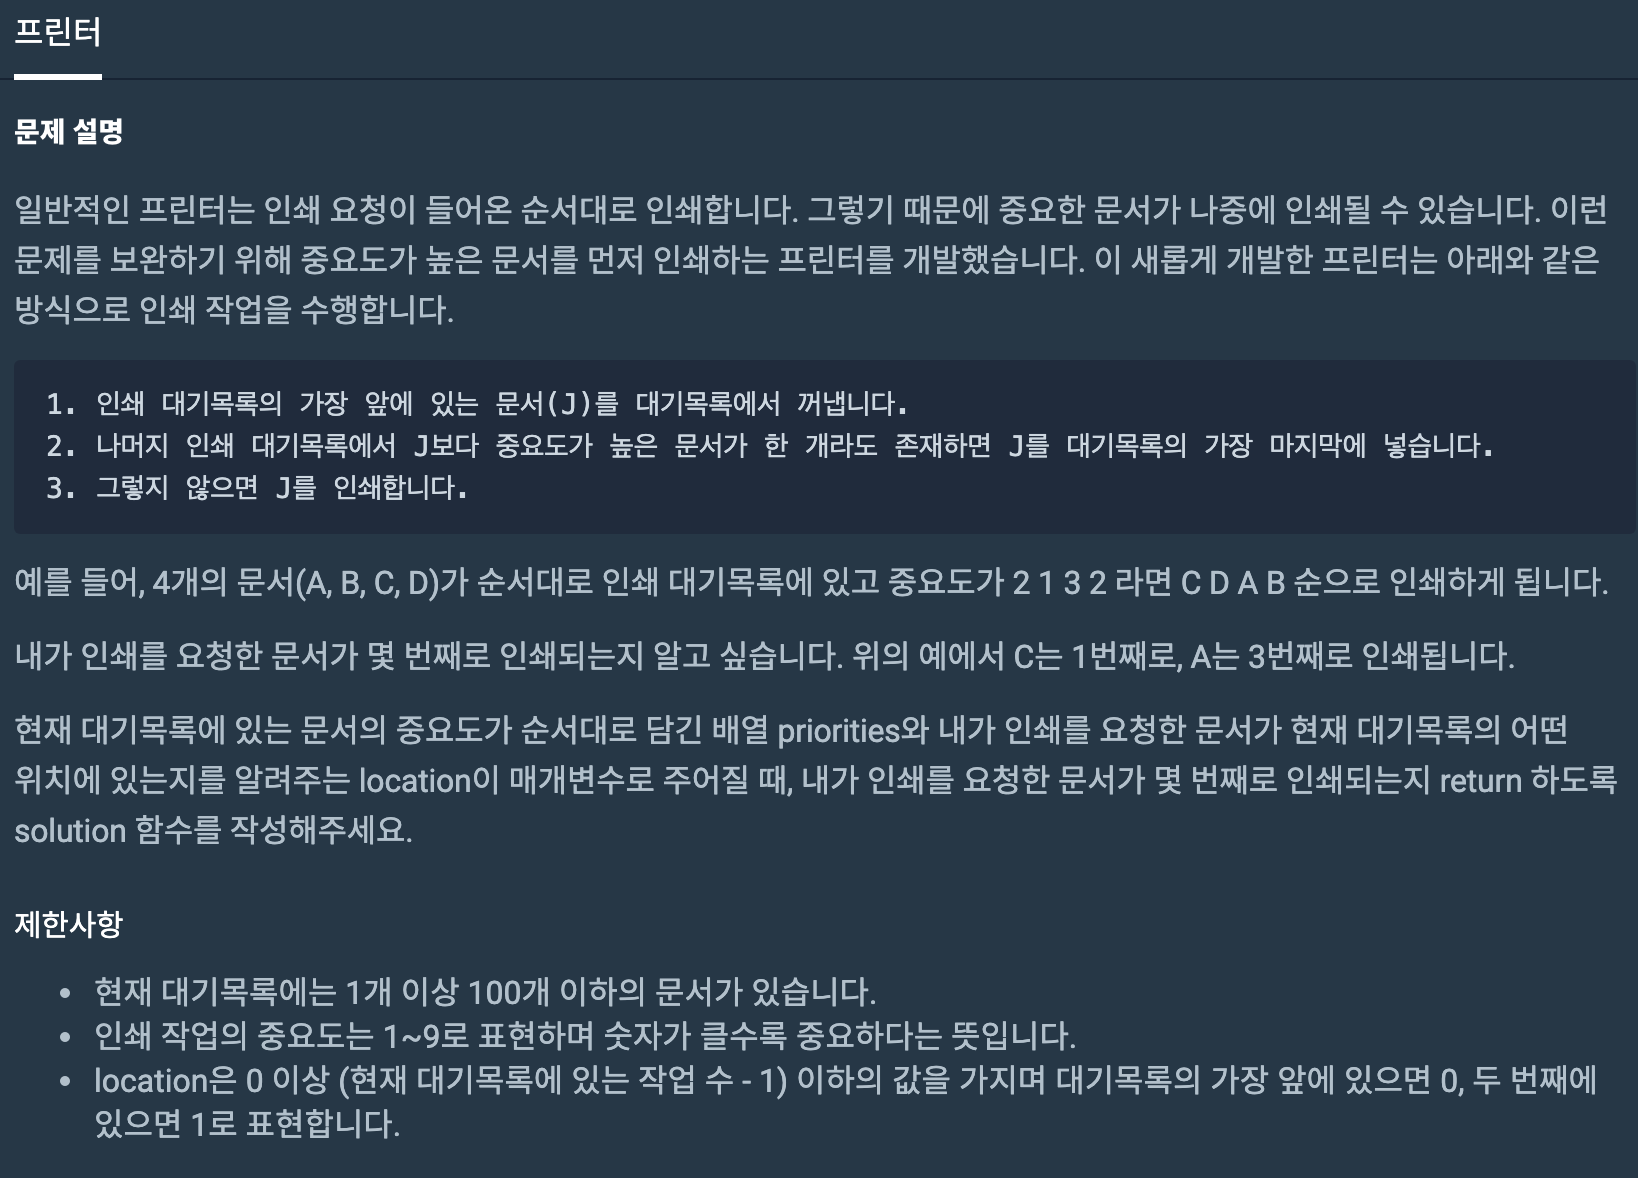 프린터
문제 설명
일반적인 프린터는 인쇄 요청이 들어온 순서대로 인쇄합니다. 그렇기 때문에 중요한 문서가 나중에 인쇄될 수 있습니다. 이런
문제를 보완하기 위해 중요도가 높은 문서를 먼저 인쇄하는 프린터를 개발했습니다. 이 새롭게 개발한 프린터는 아래와 같은
방식으로 인쇄 작업을 수행합니다.
1. 인쇄 대기목록의 가장 앞에 있는 문서(J)를 대기목록에서 꺼냅니다.
2. 나머지 인쇄 대기목록에서 J보다 중요도가 높은 문서가 한 개라도 존재하면 J를 대기목록의 가장 마지막에 넣습니다.
3. 그렇지 않으면 J를 인쇄합니다.
예를 들어, 4개의 문서(A, B, C, D)가 순서대로 인쇄 대기목록에 있고 중요도가 2 1 3 2 라면 C D A B 순으로 인쇄하게 됩니다.
내가 인쇄를 요청한 문서가 몇 번째로 인쇄되는지 알고 싶습니다. 위의 예에서 C는 1번째로, A는 3번째로 인쇄됩니다.
현재 대기목록에 있는 문서의 중요도가 순서대로 담긴 배열 priorities와 내가 인쇄를 요청한 문서가 현재 대기목록의 어떤
위치에 있는지를 알려주는 location이 매개변수로 주어질 때, 내가 인쇄를 요청한 문서가 몇 번째로 인쇄되는지 return 하도록
solution 함수를 작성해주세요.
제한사항
• 현재 대기목록에는 1개 이상 100개 이하의 문서가 있습니다.
• 인쇄 작업의 중요도는 1~9로 표현하며 숫자가 클수록 중요하다는 뜻입니다.
• location은 0 이상 (현재 대기목록에 있는 작업 수 - 1) 이하의 값을 가지며 대기목록의 가장 앞에 있으면 0, 두 번째에
있으면 1로 표현합니다.